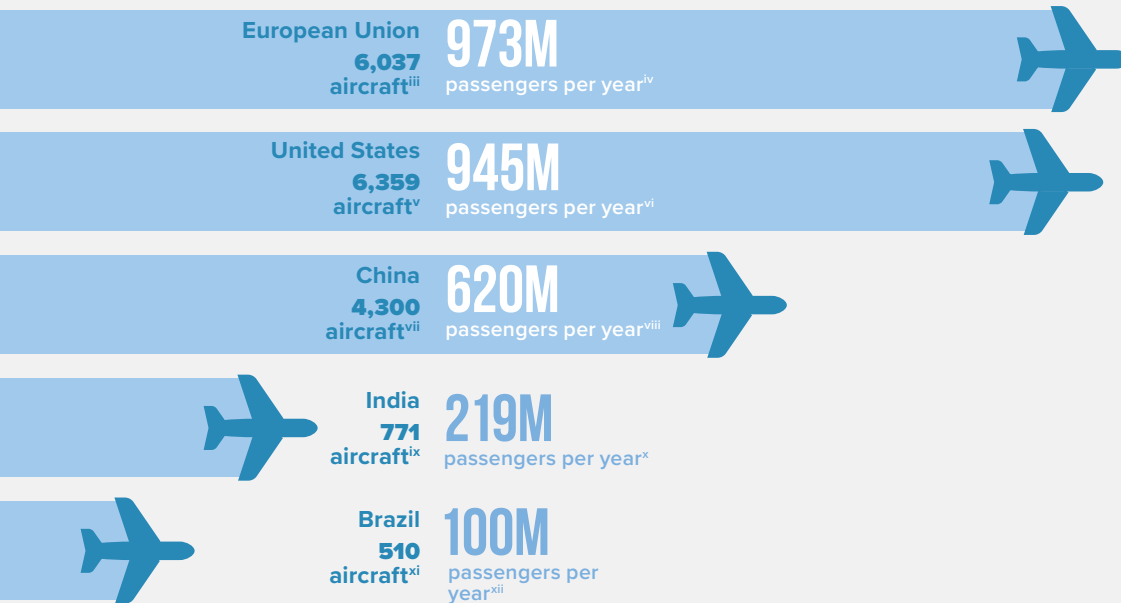 European Union
6,037
aircraftⁱⁱⁱ
973M
passengers per yearⁱᵛ
United States
6,359
aircraftᵛ
945M
passengers per yearᵛⁱ
China
4,300
aircraftᵛⁱⁱ
620M
passengers per yearᵛⁱⁱⁱ
India
771
aircraftⁱˣ
219M
passengers per yearˣ
Brazil
510
aircraftˣⁱ
100M
passengers per
yearˣⁱⁱ